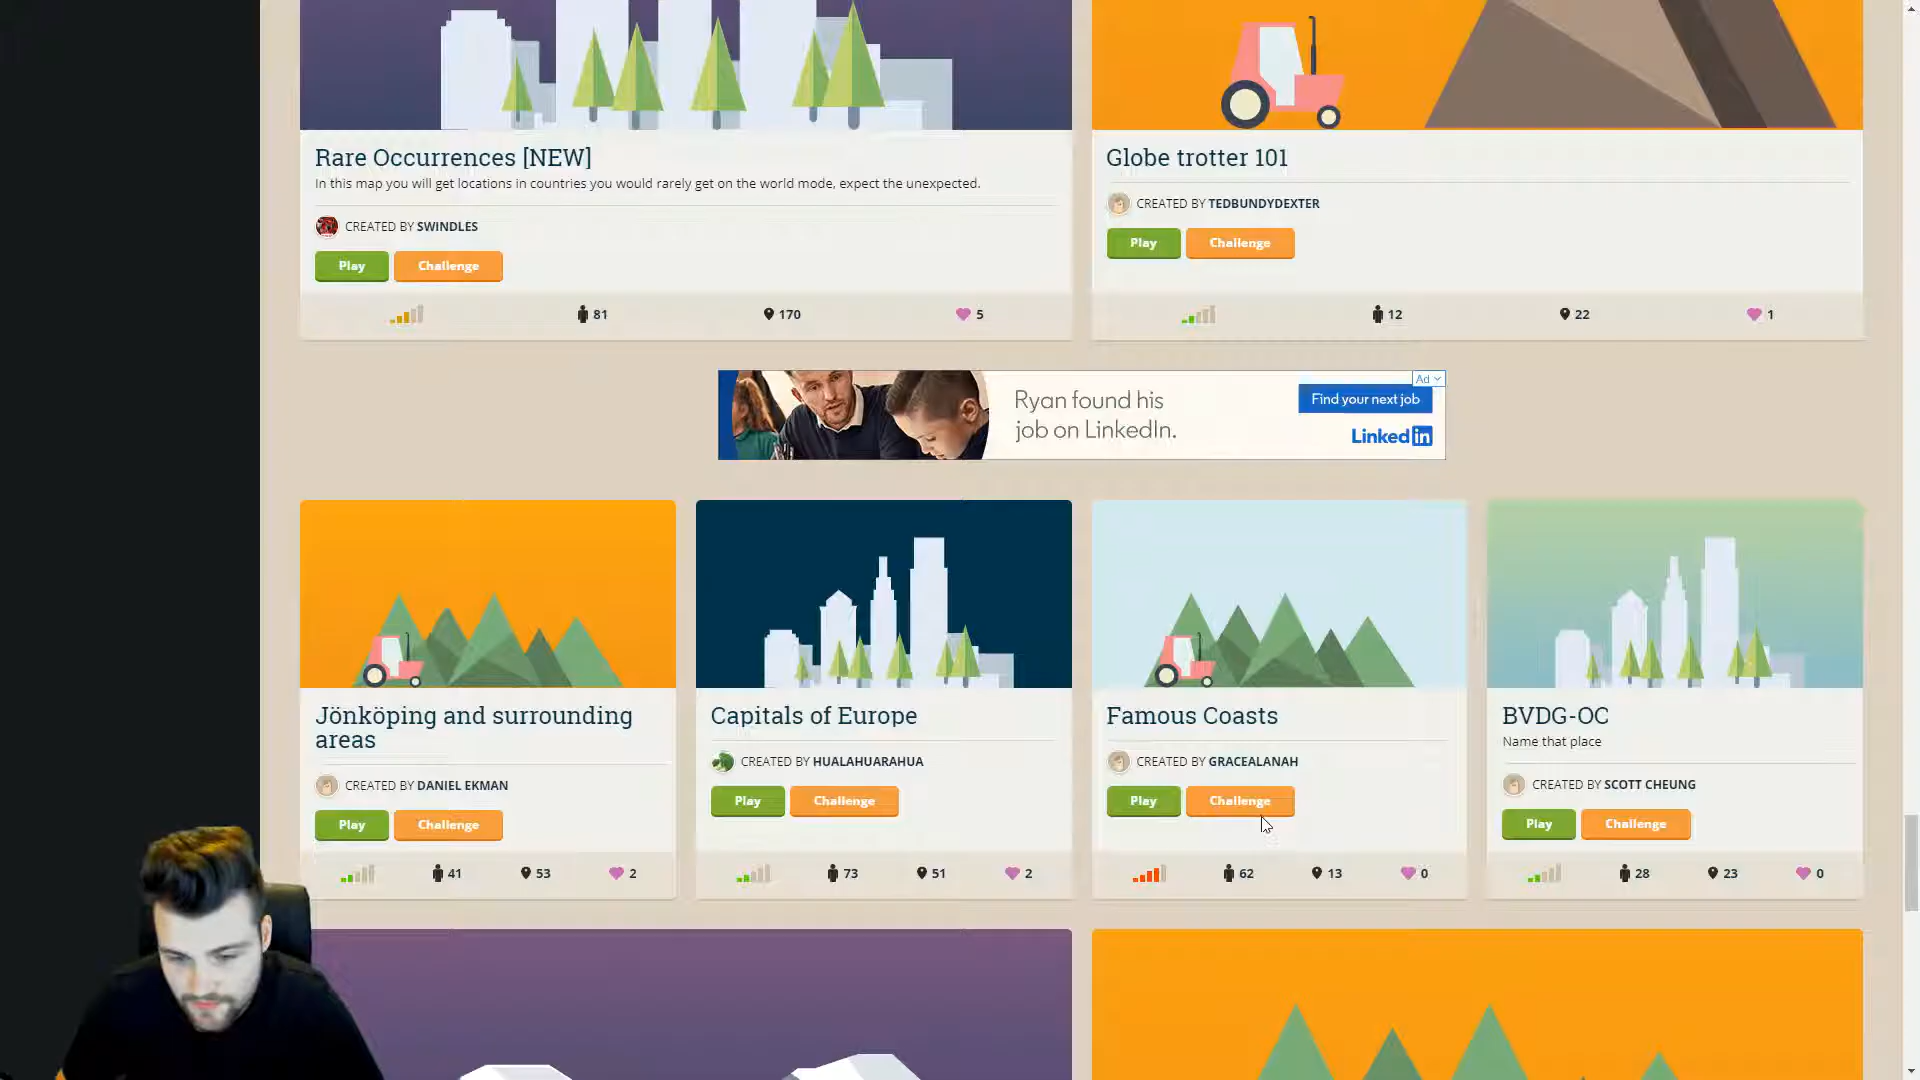 Rare Occurrences [NEW]
In this map you will get locations in countries you would rarely get on the world mode, expect the unexpected.
CREATED BY SWINDLES
Play
Challenge
81
170
5
Globe trotter 101
CREATED BY TEDBUNDYDEXTER
Play
Challenge
12
22
1
Ryan found his
job on LinkedIn.
Ad
Find your next job
Linked in
Jönköping and surrounding
areas
CREATED BY DANIEL EKMAN
Play
Challenge
41
53
2
Capitals of Europe
CREATED BY HUALAHUARAHUA
Play
Challenge
73
51
2
Famous Coasts
CREATED BY GRACEALANAH
Play
Challenge
62
13
0
BVDG-OC
Name that place
CREATED BY SCOTT CHEUNG
Play
Challenge
28
23
0